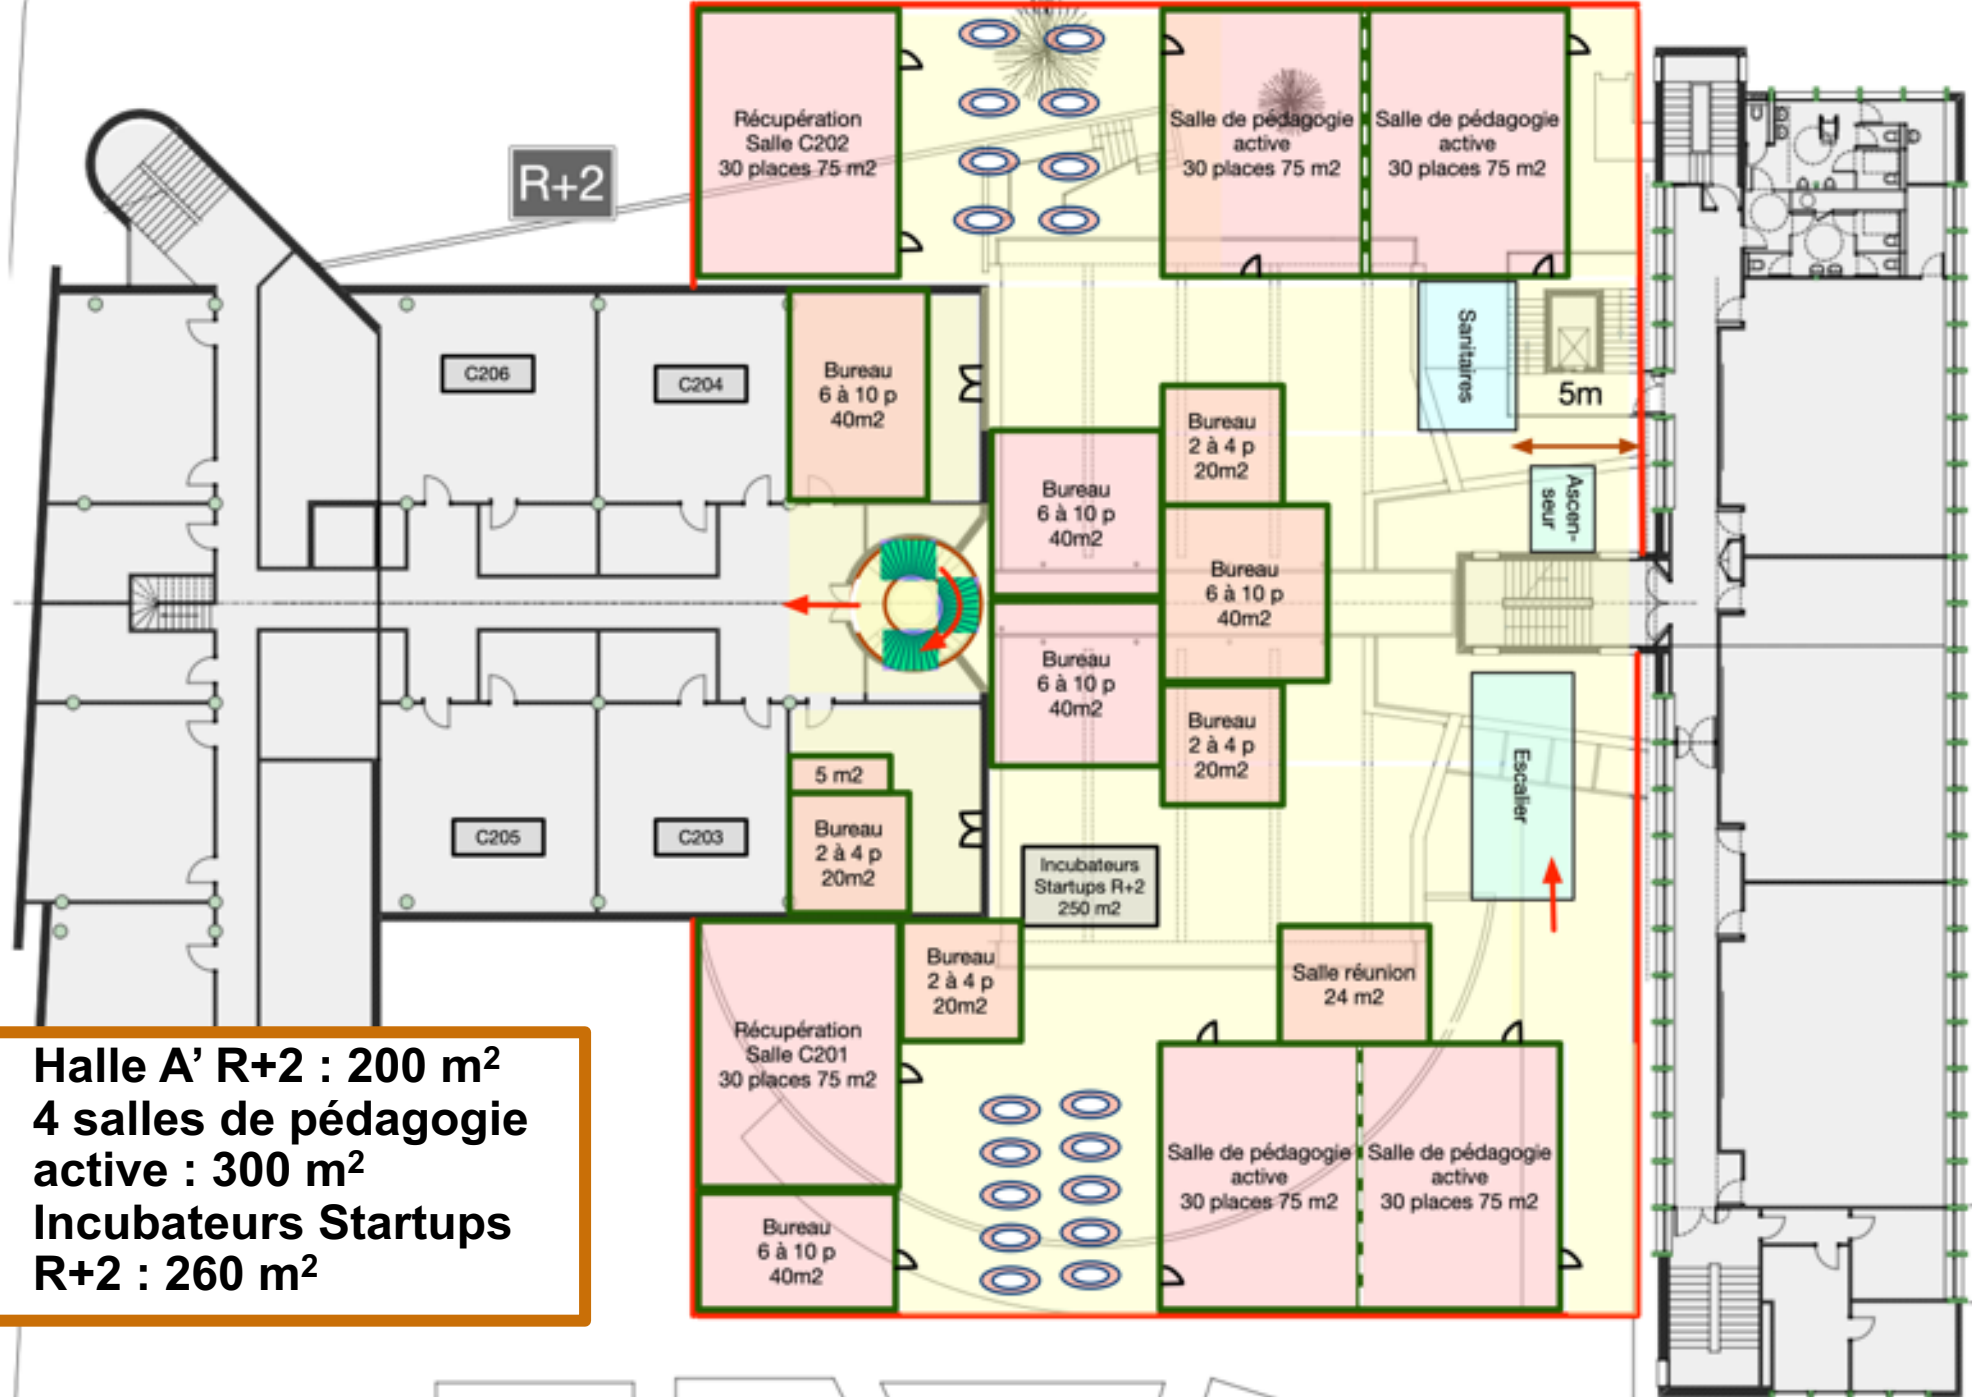 Récupération
Salle C202
30 places 75 m2
Salle de pédagogie
active
30 places 75 m2
Salle de pédagogie
active
30 places 75 m2
R+2
C206
C204
Bureau
6 à 10 p
40m2
Sanitaires
5m
Bureau
2 à 4 p
20m2
Bureau
6 à 10 p
40m2
Ascen-
seur
Bureau
6 à 10 p
40m2
Bureau
6 à 10 p
40m2
Bureau
2 à 4 p
20m2
Escalier
5 m2
C205
C203
Bureau
2 à 4 p
20m2
Incubateurs
Startups R+2
250 m2
Bureau
2 à 4 p
20m2
Salle réunion
24 m2
Récupération
Salle C201
30 places 75 m2
Salle de pédagogie
active
30 places 75 m2
Salle de pédagogie
active
30 places 75 m2
Bureau
6 à 10 p
40m2
Halle A’ R+2 : 200 m²
4 salles de pédagogie
active : 300 m²
Incubateurs Startups
R+2 : 260 m²